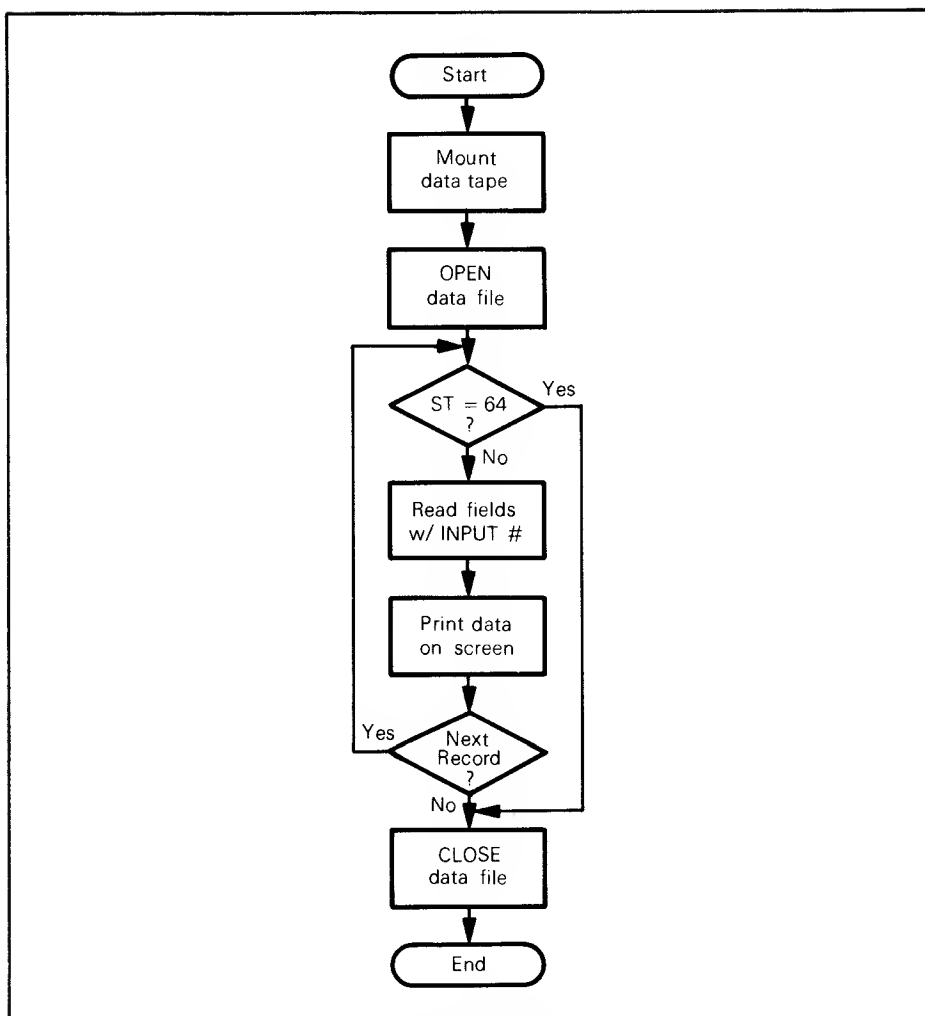 Start
Mount
data tape
OPEN
data file
ST = 64
?
Yes
No
Read fields
w/ INPUT #
Print data
on screen
Next
Record
?
Yes
No
CLOSE
data file
End